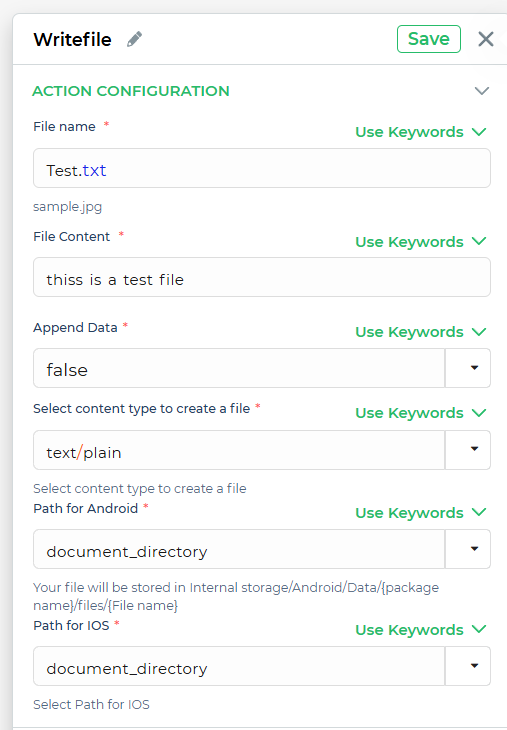 Writefile
Save
ACTION CONFIGURATION
File name *
Use Keywords
Test.txt
sample.jpg
File Content *
Use Keywords
thiss is a test file
Append Data *
Use Keywords
false
Select content type to create a file *
Use Keywords
text/plain
Select content type to create a file
Path for Android *
Use Keywords
document_directory
Your file will be stored in Internal storage/Android/Data/{package
name}/files/{File name}
Path for IOS *
Use Keywords
document_directory
Select Path for IOS